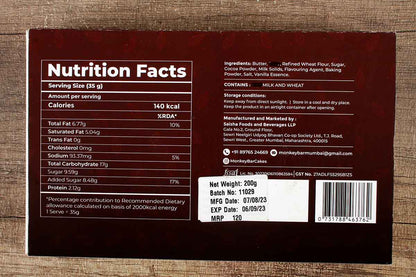 Nutrition Facts
Serving Size (35 g)
Amount per serving
Calories 140 kcal
%RDA*
Total Fat 6.77g 10%
Saturated Fat 5.04g
Trans Fat 0g
Cholesterol 0mg
Sodium 93.37mg 5%
Total Carbohydrate 17g
Sugar 9.59g
Added Sugar 8.48g 17%
Protein 2.12g
*Percentage contribution to Recommended Dietary
allowance calculated on basis of 2000kcal energy
1 Serve = 35g
Ingredients: Butter, Refined Wheat Flour, Sugar,
Cocoa Powder, Milk Solids, Flavouring Agent, Baking
Powder, Salt, Vanilla Essence.
MILK AND WHEAT
Storage conditions:
Keep away from direct sunlight. | Store in a cool and dry place.
Keep the product in an airtight container after opening.
Manufactured and Marketed by :
Saisha Foods and Beverages LLP
Gala No.2, Ground Floor,
Sewri Neelgiri Udyog Bhavan Co-op Society Ltd, T.J. Road,
Sewri West, Greater Mumbai, Maharashtra
+91 89765 24669 monkeybarmumbai@gmail.com
MonkeyBarCakes
fssai GST No. 27ADLFS5295B1ZS
Net Weight: 200g
Batch No: 11029
MFG Date: 07/08/23
EXP Date: 06/09/23
MRP 120
0 731788 463762